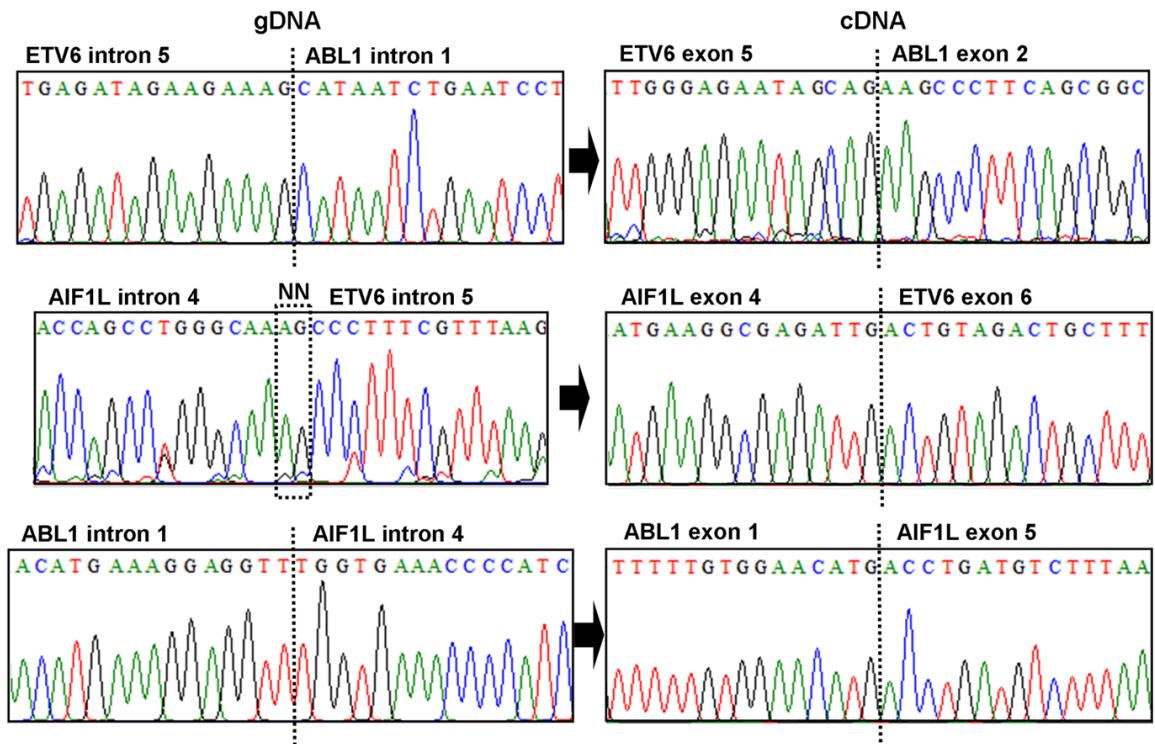 gDNA
cDNA
ETV6 intron 5
ABL1 intron 1
ETV6 exon 5
ABL1 exon 2
TGAGATAGAAGAAAGCATAATCTGAATCCT
TTGGGAGAATAGCAGAAGCCCTTCAGCGGC
AIF1L intron 4
NN
ETV6 intron 5
AIF1L exon 4
ETV6 exon 6
ACCAGCCTGGGCAAAGCCCTTTCGTTTAAG
ATGAAGGCGAGATTGACTGTAGACTGCTTT
ABL1 intron 1
AIF1L intron 4
ABL1 exon 1
AIF1L exon 5
ACATGAAAGGAGGTTTGGTGAAACCCCATC
TTTTTGTGGAACATGACCTGATGTCTTTAA